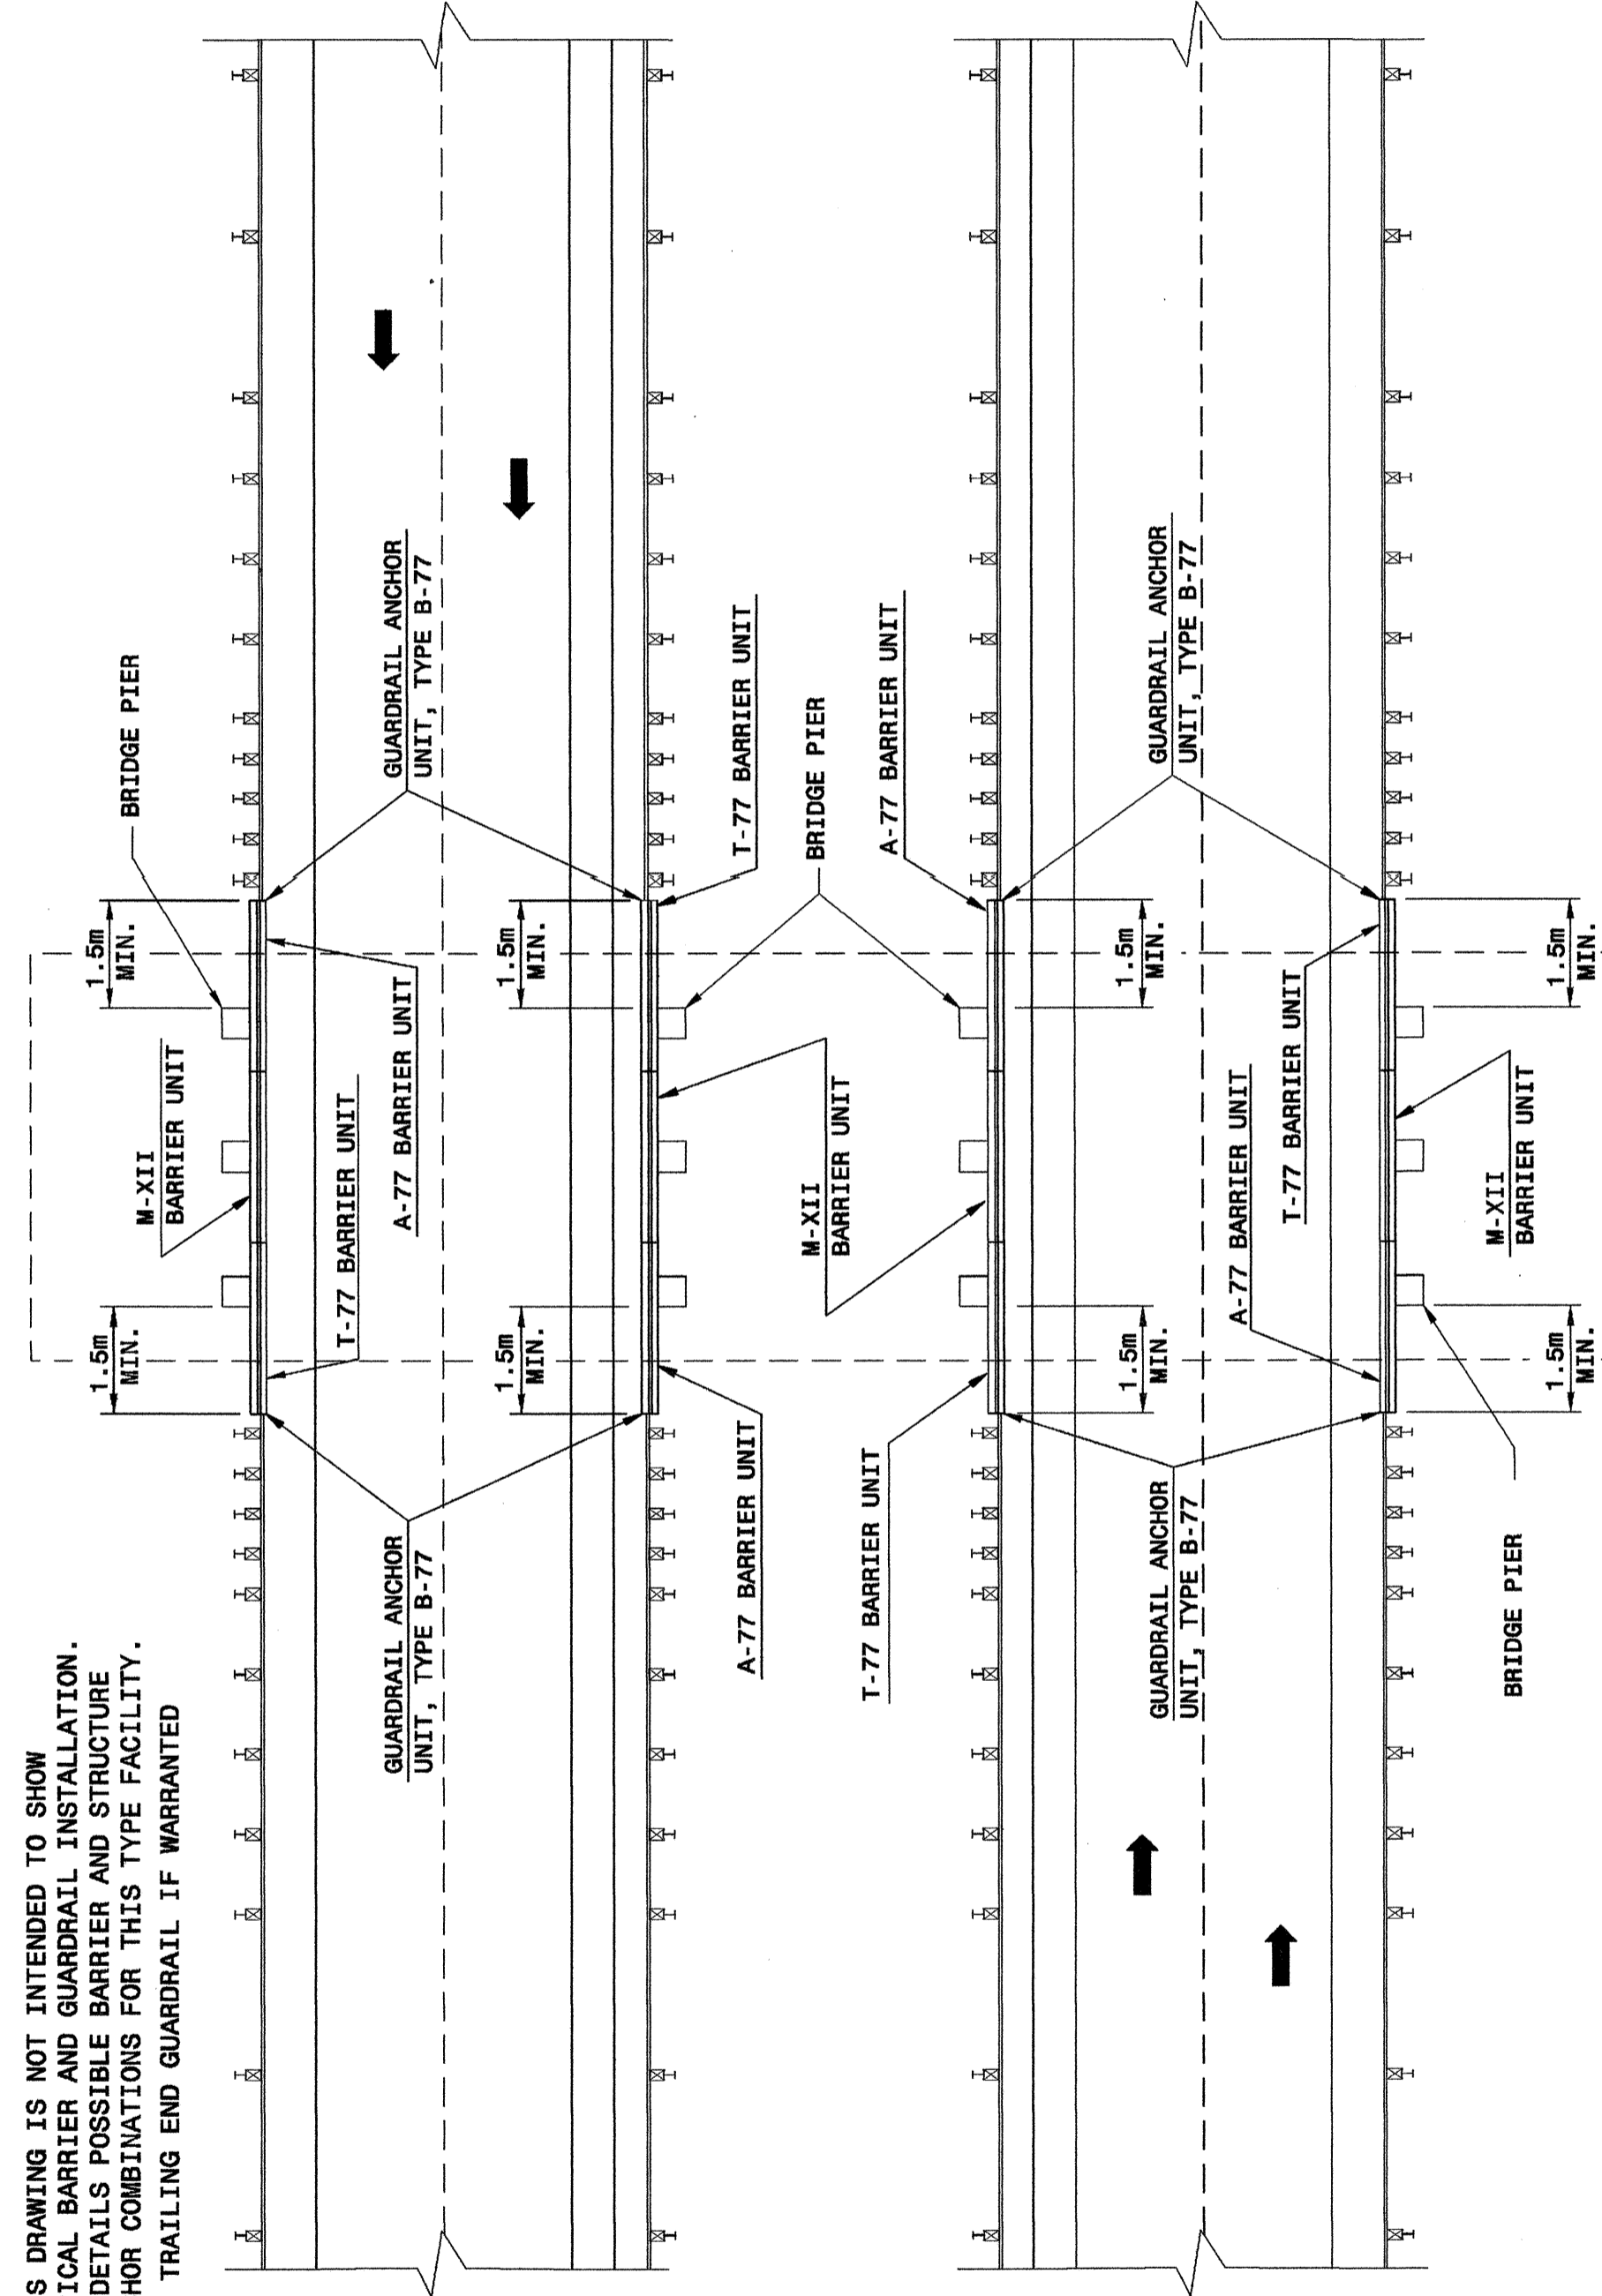 S DRAWING IS NOT INTENDED TO SHOW
ICAL BARRIER AND GUARDRAIL INSTALLATION.
DETAILS POSSIBLE BARRIER AND STRUCTURE
HOR COMBINATIONS FOR THIS TYPE FACILITY.
TRAILING END GUARDRAIL IF WARRANTED
1.5m
MIN.
M-XII
BARRIER UNIT
1.5m
MIN.
BRIDGE PIER
T-77 BARRIER UNIT
A-77 BARRIER UNIT
GUARDRAIL ANCHOR
UNIT, TYPE B-77
GUARDRAIL ANCHOR
UNIT, TYPE B-77
1.5m
MIN.
1.5m
MIN.
A-77 BARRIER UNIT
T-77 BARRIER UNIT
M-XII
BARRIER UNIT
BRIDGE PIER
T-77 BARRIER UNIT
A-77 BARRIER UNIT
1.5m
MIN.
1.5m
MIN.
GUARDRAIL ANCHOR
UNIT, TYPE B-77
GUARDRAIL ANCHOR
UNIT, TYPE B-77
A-77 BARRIER UNIT
T-77 BARRIER UNIT
BRIDGE PIER
M-XII
BARRIER UNIT
1.5m
MIN.
1.5m
MIN.